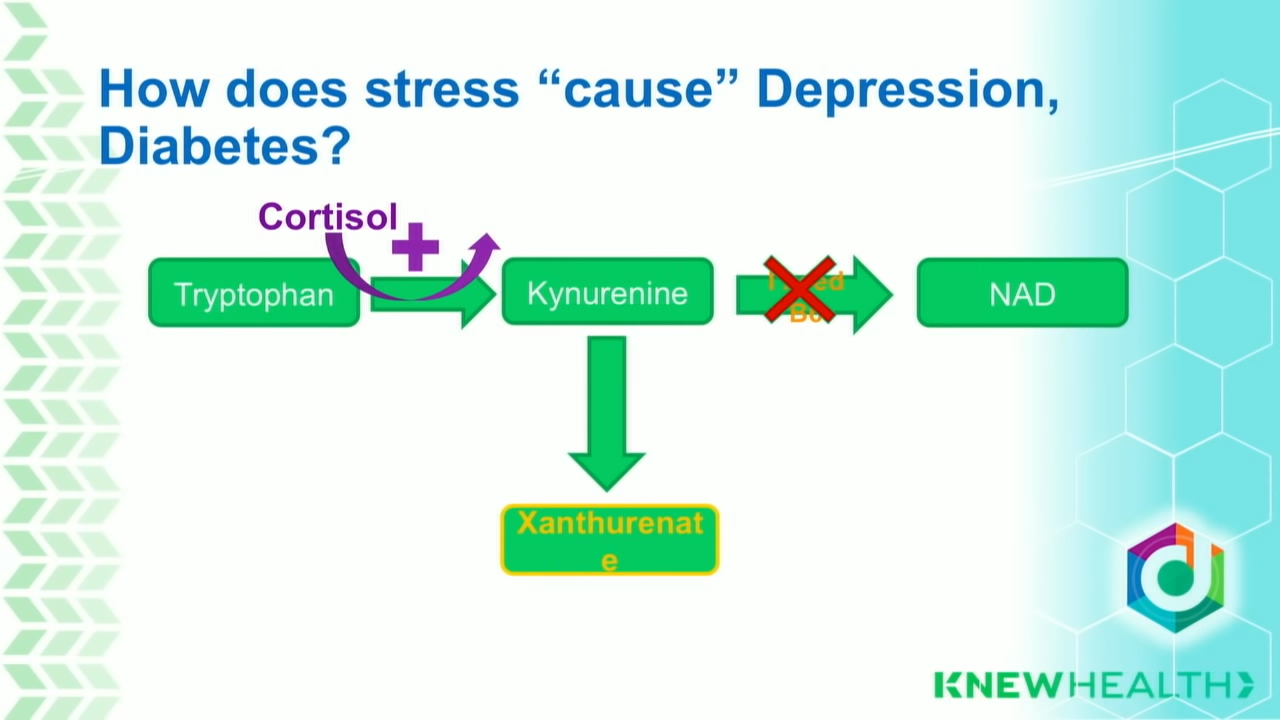 How does stress “cause” Depression,
Diabetes?
Cortisol
Tryptophan
Kynurenine
NAD
Xanthurenat
e
KNEWHEALTH